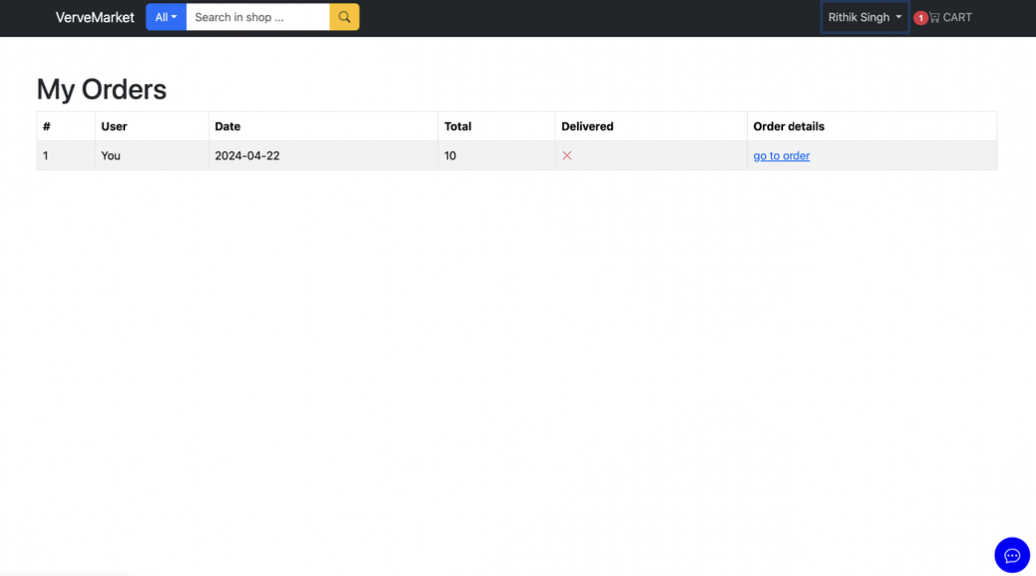 VerveMarket All Search in shop ... Rithik Singh 1 CART
My Orders
# User Date Total Delivered Order details
1 You 2024-04-22 10 go to order